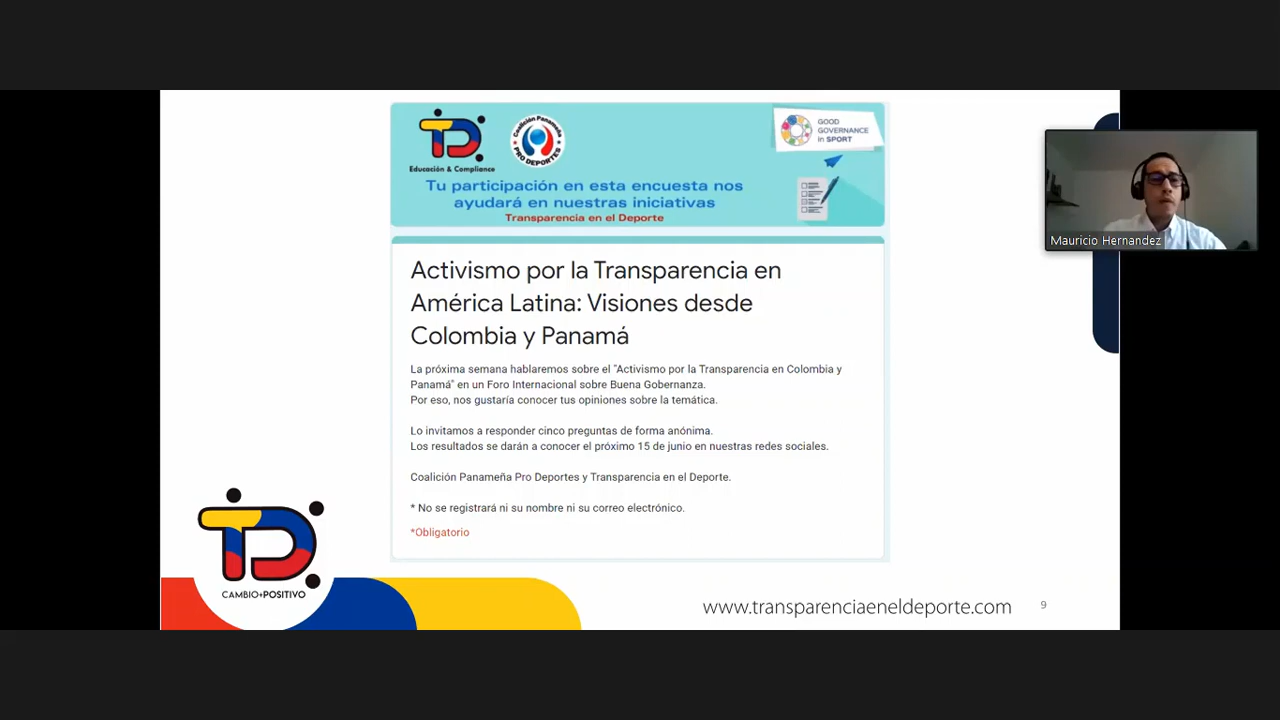 TD
Educación & Compliance
Coalición Panameña
PRO DEPORTES
GOOD
GOVERNANCE
in SPORT
Tu participación en esta encuesta nos
ayudará en nuestras iniciativas
Transparencia en el Deporte
Mauricio Hernandez
Activismo por la Transparencia en
América Latina: Visiones desde
Colombia y Panamá
La próxima semana hablaremos sobre el "Activismo por la Transparencia en Colombia y
Panamá" en un Foro Internacional sobre Buena Gobernanza.
Por eso, nos gustaría conocer tus opiniones sobre la temática.
Lo invitamos a responder cinco preguntas de forma anónima.
Los resultados se darán a conocer el próximo 15 de junio en nuestras redes sociales.
Coalición Panameña Pro Deportes y Transparencia en el Deporte.
* No se registrará ni su nombre ni su correo electrónico.
*Obligatorio
TD
CAMBIO+POSITIVO
www.transparenciaeneldeporte.com
9